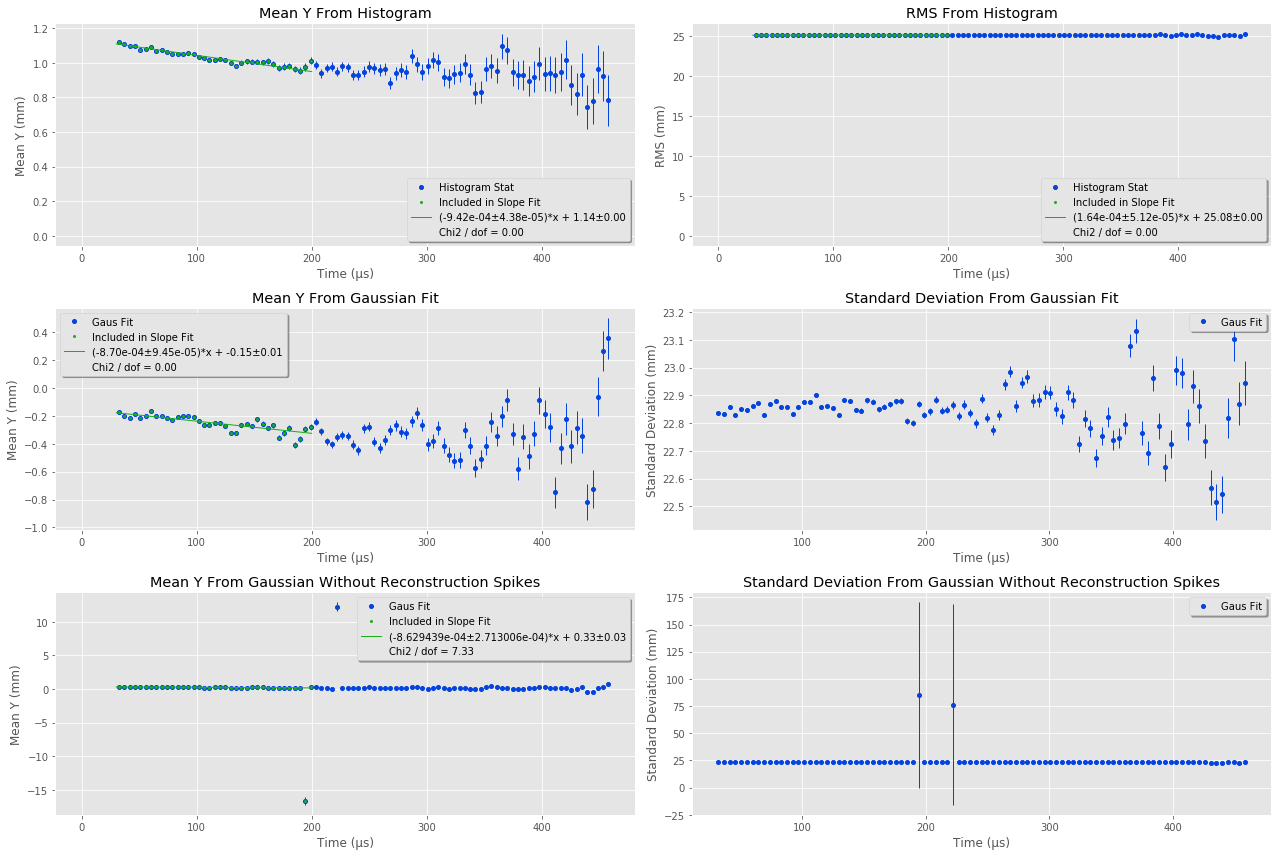 Mean Y From Histogram
Mean Y (mm)
1.2
1.0
0.8
0.6
0.4
0.2
0.0
Histogram Stat
Included in Slope Fit
(-9.42e-04±4.38e-05)*x + 1.14±0.00
Chi2 / dof = 0.00
0 100 200 300 400
Time (μs)
RMS From Histogram
RMS (mm)
25
20
15
10
5
0
Histogram Stat
Included in Slope Fit
(1.64e-04±5.12e-05)*x + 25.08±0.00
Chi2 / dof = 0.00
0 100 200 300 400
Time (μs)
Mean Y From Gaussian Fit
Mean Y (mm)
0.4
0.2
0.0
−0.2
−0.4
−0.6
−0.8
−1.0
Gaus Fit
Included in Slope Fit
(-8.70e-04±9.45e-05)*x + -0.15±0.01
Chi2 / dof = 0.00
0 100 200 300 400
Time (μs)
Standard Deviation From Gaussian Fit
Standard Deviation (mm)
23.2
23.1
23.0
22.9
22.8
22.7
22.6
22.5
Gaus Fit
100 200 300 400
Time (μs)
Mean Y From Gaussian Without Reconstruction Spikes
Mean Y (mm)
10
5
0
−5
−10
−15
Gaus Fit
Included in Slope Fit
(-8.629439e-04±2.713006e-04)*x + 0.33±0.03
Chi2 / dof = 7.33
0 100 200 300 400
Time (μs)
Standard Deviation From Gaussian Without Reconstruction Spikes
Standard Deviation (mm)
175
150
125
100
75
50
25
0
−25
Gaus Fit
100 200 300 400
Time (μs)